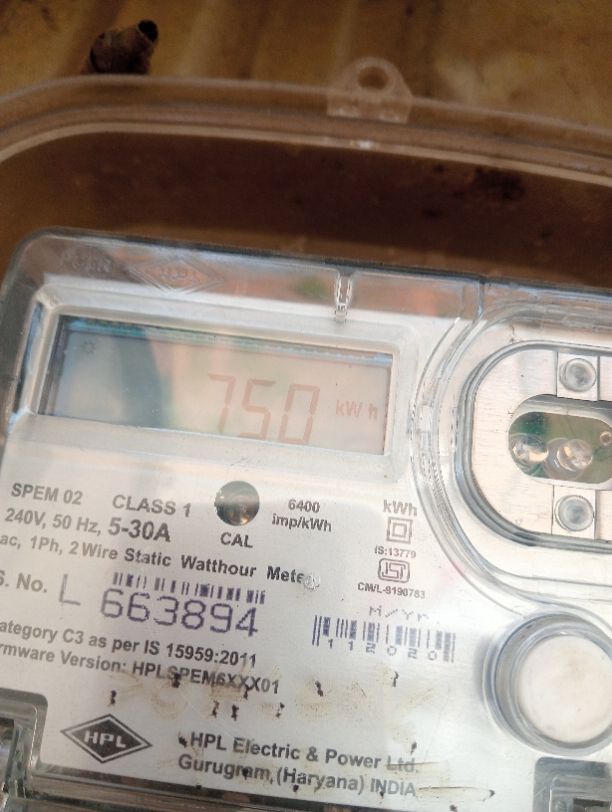 750 kWh
SPEM 02 CLASS 1 6400 kWh
240V, 50 Hz, 5-30A CAL imp/kWh
IS:13779
ac, 1Ph, 2 Wire Static Watthour Meter
CM/L-8190783
S. No. L 663894
M/Yr
112020
ategory C3 as per IS 15959:2011
rmware Version: HPLSPEM6XXX01
HPL
HPL Electric & Power Ltd.
Gurugram,(Haryana) INDIA